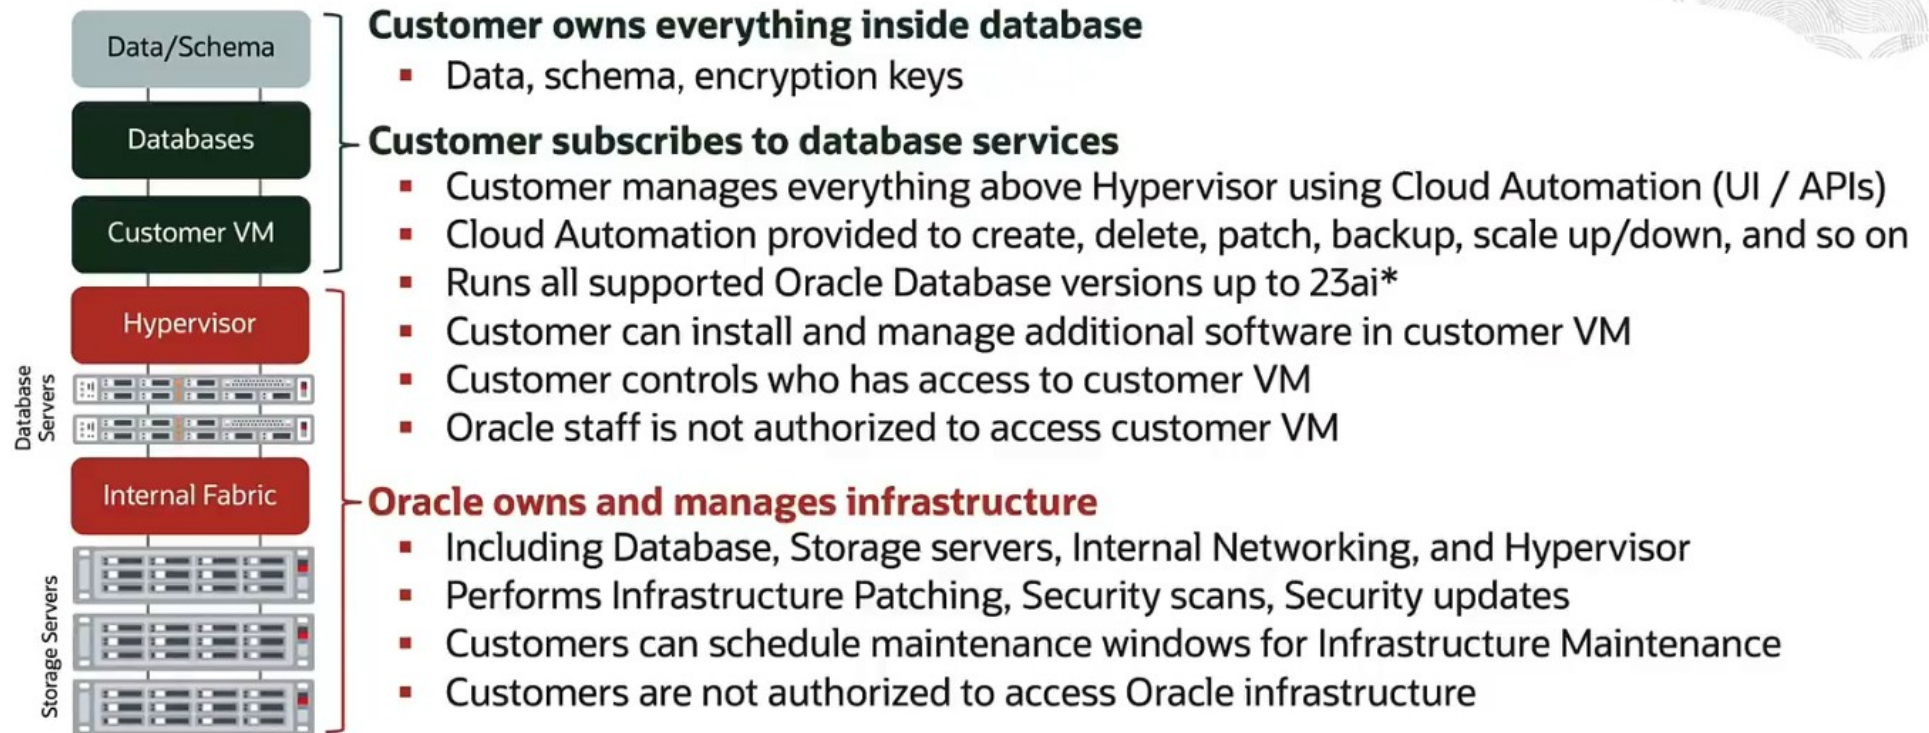 Data/Schema
Databases
Customer VM
Hypervisor
Database
Servers
Internal Fabric
Storage Servers
Customer owns everything inside database
▪ Data, schema, encryption keys
Customer subscribes to database services
▪ Customer manages everything above Hypervisor using Cloud Automation (UI / APIs)
▪ Cloud Automation provided to create, delete, patch, backup, scale up/down, and so on
▪ Runs all supported Oracle Database versions up to 23ai*
▪ Customer can install and manage additional software in customer VM
▪ Customer controls who has access to customer VM
▪ Oracle staff is not authorized to access customer VM
Oracle owns and manages infrastructure
▪ Including Database, Storage servers, Internal Networking, and Hypervisor
▪ Performs Infrastructure Patching, Security scans, Security updates
▪ Customers can schedule maintenance windows for Infrastructure Maintenance
▪ Customers are not authorized to access Oracle infrastructure